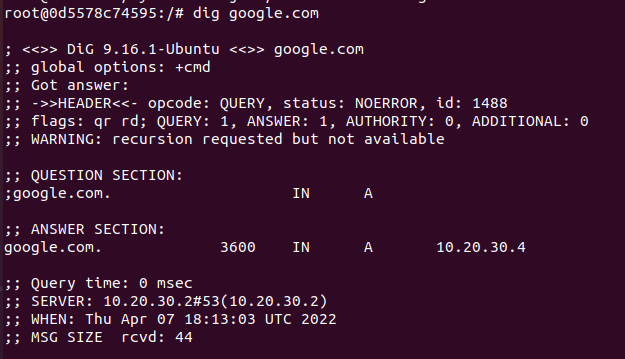 root@0d5578c74595:/# dig google.com
; <<>> DiG 9.16.1-Ubuntu <<>> google.com
;; global options: +cmd
;; Got answer:
;; ->>HEADER<<- opcode: QUERY, status: NOERROR, id: 1488
;; flags: qr rd; QUERY: 1, ANSWER: 1, AUTHORITY: 0, ADDITIONAL: 0
;; WARNING: recursion requested but not available
;; QUESTION SECTION:
;google.com. IN A
;; ANSWER SECTION:
google.com. 3600 IN A 10.20.30.4
;; Query time: 0 msec
;; SERVER: 10.20.30.2#53(10.20.30.2)
;; WHEN: Thu Apr 07 18:13:03 UTC 2022
;; MSG SIZE rcvd: 44